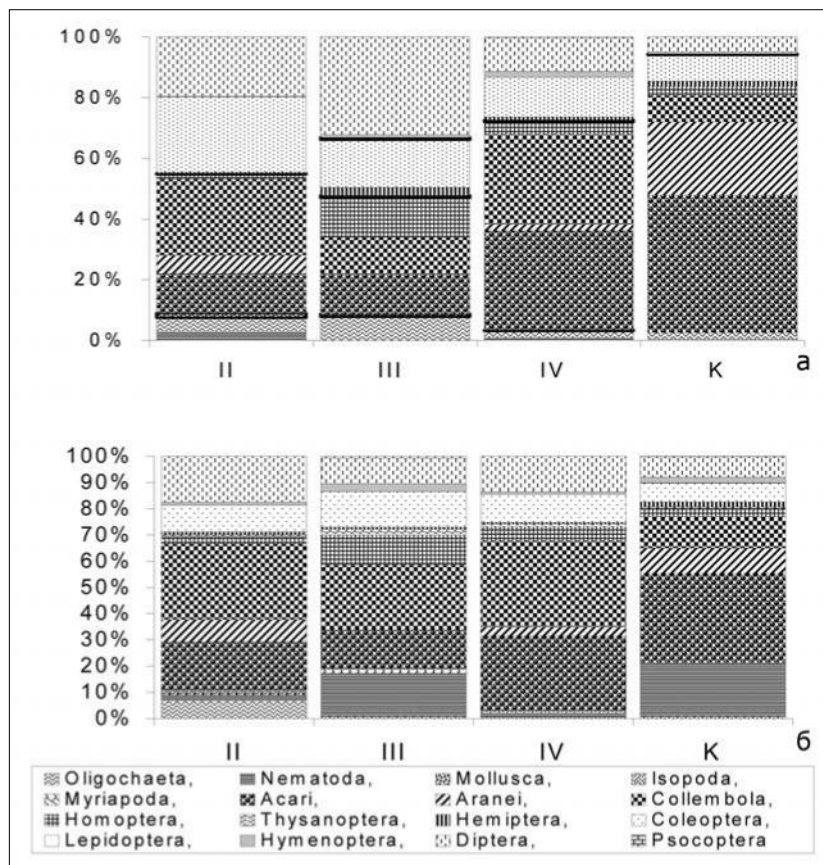 100%
80%
60%
40%
20%
0%
II III IV K а
100%
90%
80%
70%
60%
50%
40%
30%
20%
10%
0%
II III IV K б
Oligochaeta, Nematoda, Mollusca, Isopoda,
Myriapoda, Acari, Aranei, Collembola,
Homoptera, Thysanoptera, Hemiptera, Coleoptera,
Lepidoptera, Hymenoptera, Diptera, Psocoptera